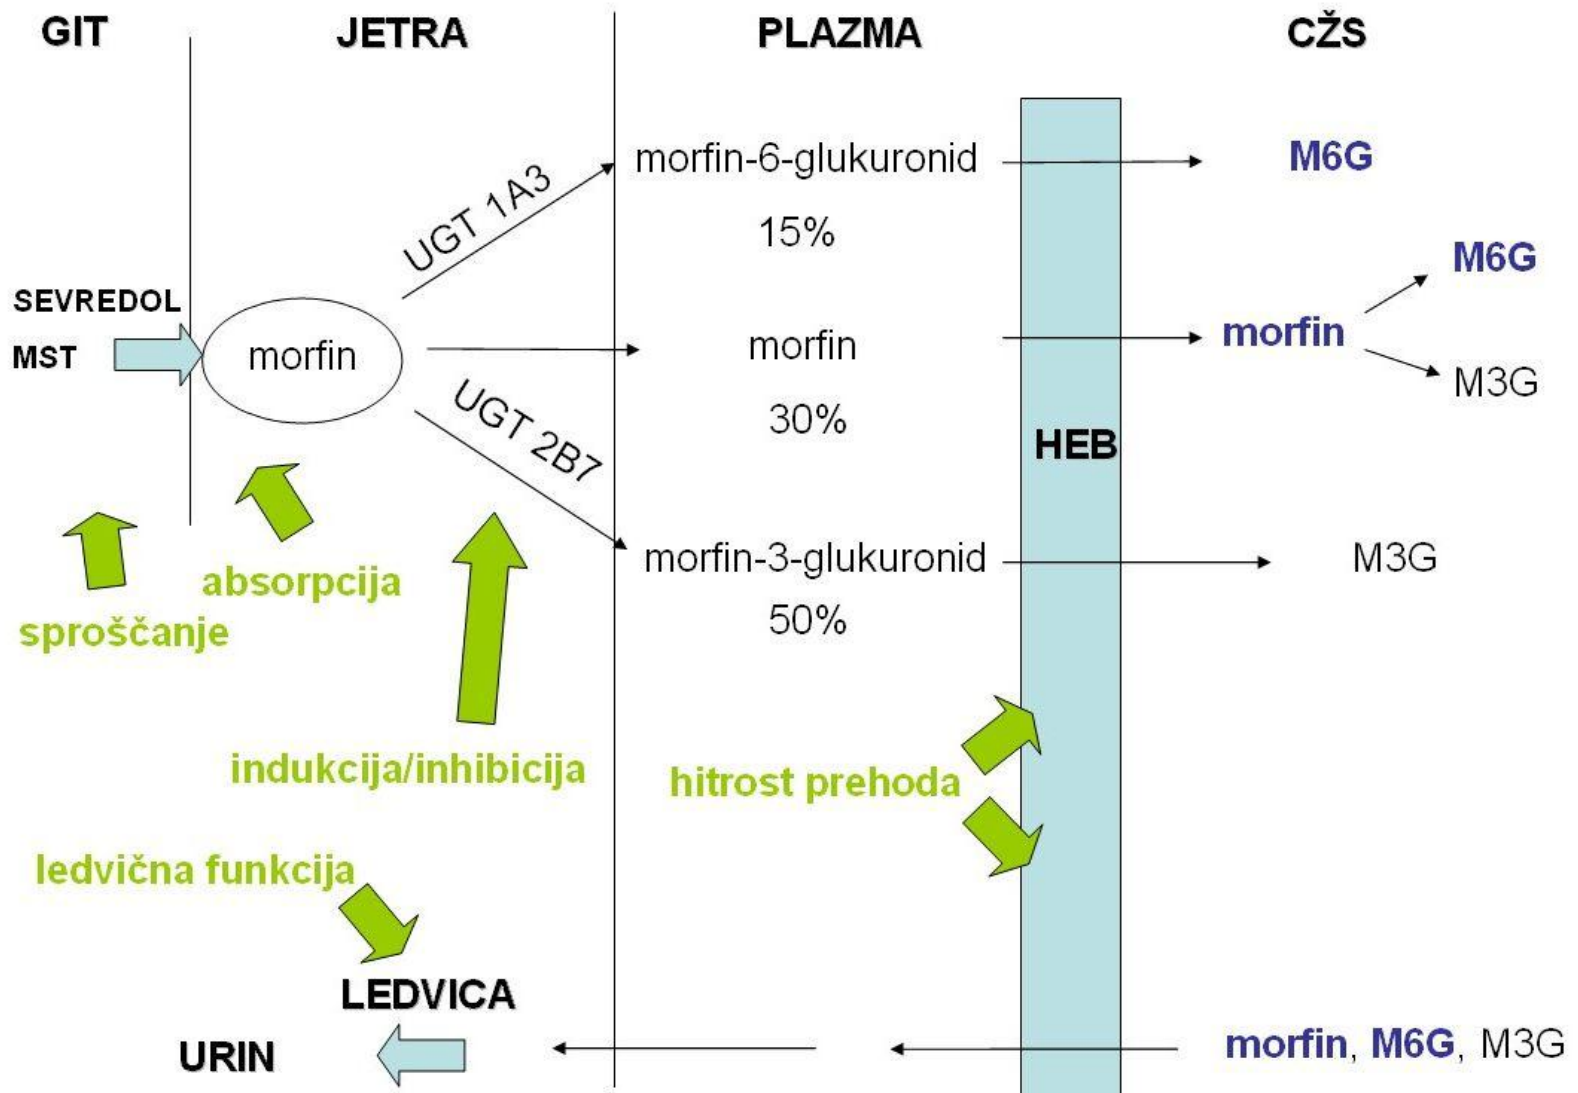 GIT
JETRA
PLAZMA
CŽS
morfin-6-glukuronid
M6G
UGT 1A3
15%
M6G
SEVREDOL
MST
morfin
morfin
morfin
M3G
30%
UGT 2B7
HEB
morfin-3-glukuronid
M3G
absorpcija
50%
sproščanje
indukcija/inhibicija
hitrost prehoda
ledvična funkcija
LEDVICA
URIN
morfin, M6G, M3G